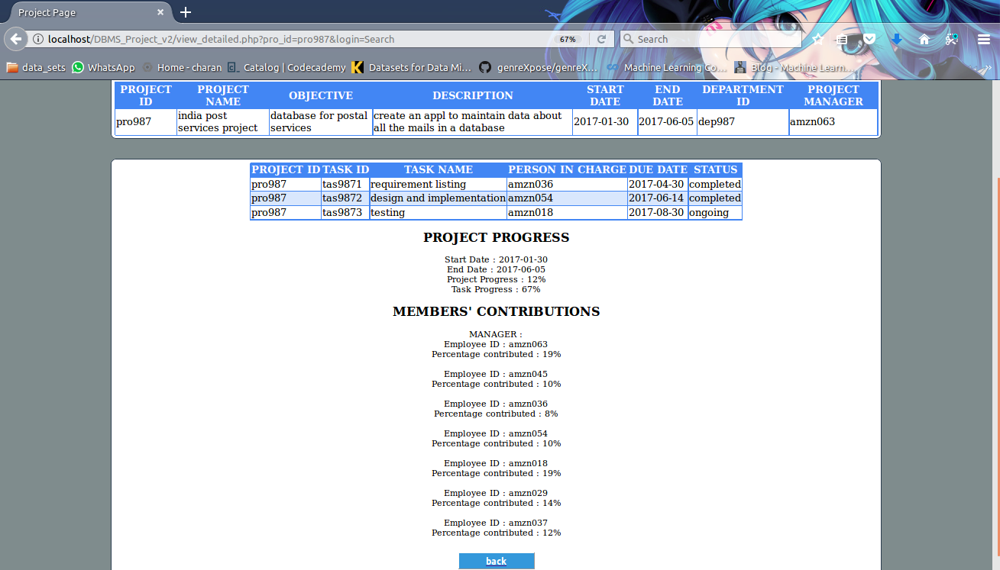 Project Page
localhost/DBMS_Project_v2/view_detailed.php?pro_id=pro987&login=Search 67% Search
data_sets WhatsApp Home - charan Catalog | Codecademy Datasets for Data Mi... genreXpose/genreX... Machine Learning Co... Blog - Machine Learn...
PROJECT ID PROJECT NAME OBJECTIVE DESCRIPTION START DATE END DATE DEPARTMENT ID PROJECT MANAGER
pro987 india post services project database for postal services create an appl to maintain data about all the mails in a database 2017-01-30 2017-06-05 dep987 amzn063
PROJECT ID TASK ID TASK NAME PERSON IN CHARGE DUE DATE STATUS
pro987 tas9871 requirement listing amzn036 2017-04-30 completed
pro987 tas9872 design and implementation amzn054 2017-06-14 completed
pro987 tas9873 testing amzn018 2017-08-30 ongoing
PROJECT PROGRESS
Start Date : 2017-01-30
End Date : 2017-06-05
Project Progress : 12%
Task Progress : 67%
MEMBERS' CONTRIBUTIONS
MANAGER :
Employee ID : amzn063
Percentage contributed : 19%
Employee ID : amzn045
Percentage contributed : 10%
Employee ID : amzn036
Percentage contributed : 8%
Employee ID : amzn054
Percentage contributed : 10%
Employee ID : amzn018
Percentage contributed : 19%
Employee ID : amzn029
Percentage contributed : 14%
Employee ID : amzn037
Percentage contributed : 12%
back